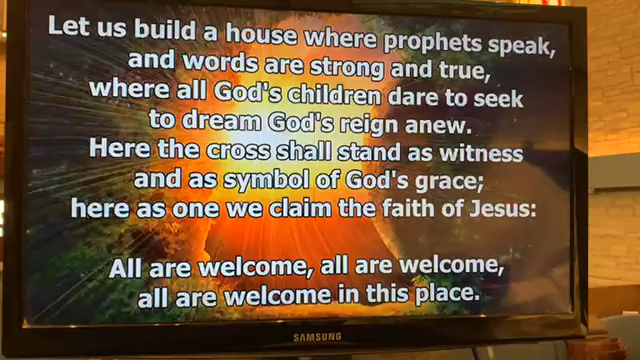 Let us build a house where prophets speak,
and words are strong and true,
where all God's children dare to seek
to dream God's reign anew.
Here the cross shall stand as witness
and as symbol of God's grace;
here as one we claim the faith of Jesus:
All are welcome, all are welcome,
all are welcome in this place.
SAMSUNG